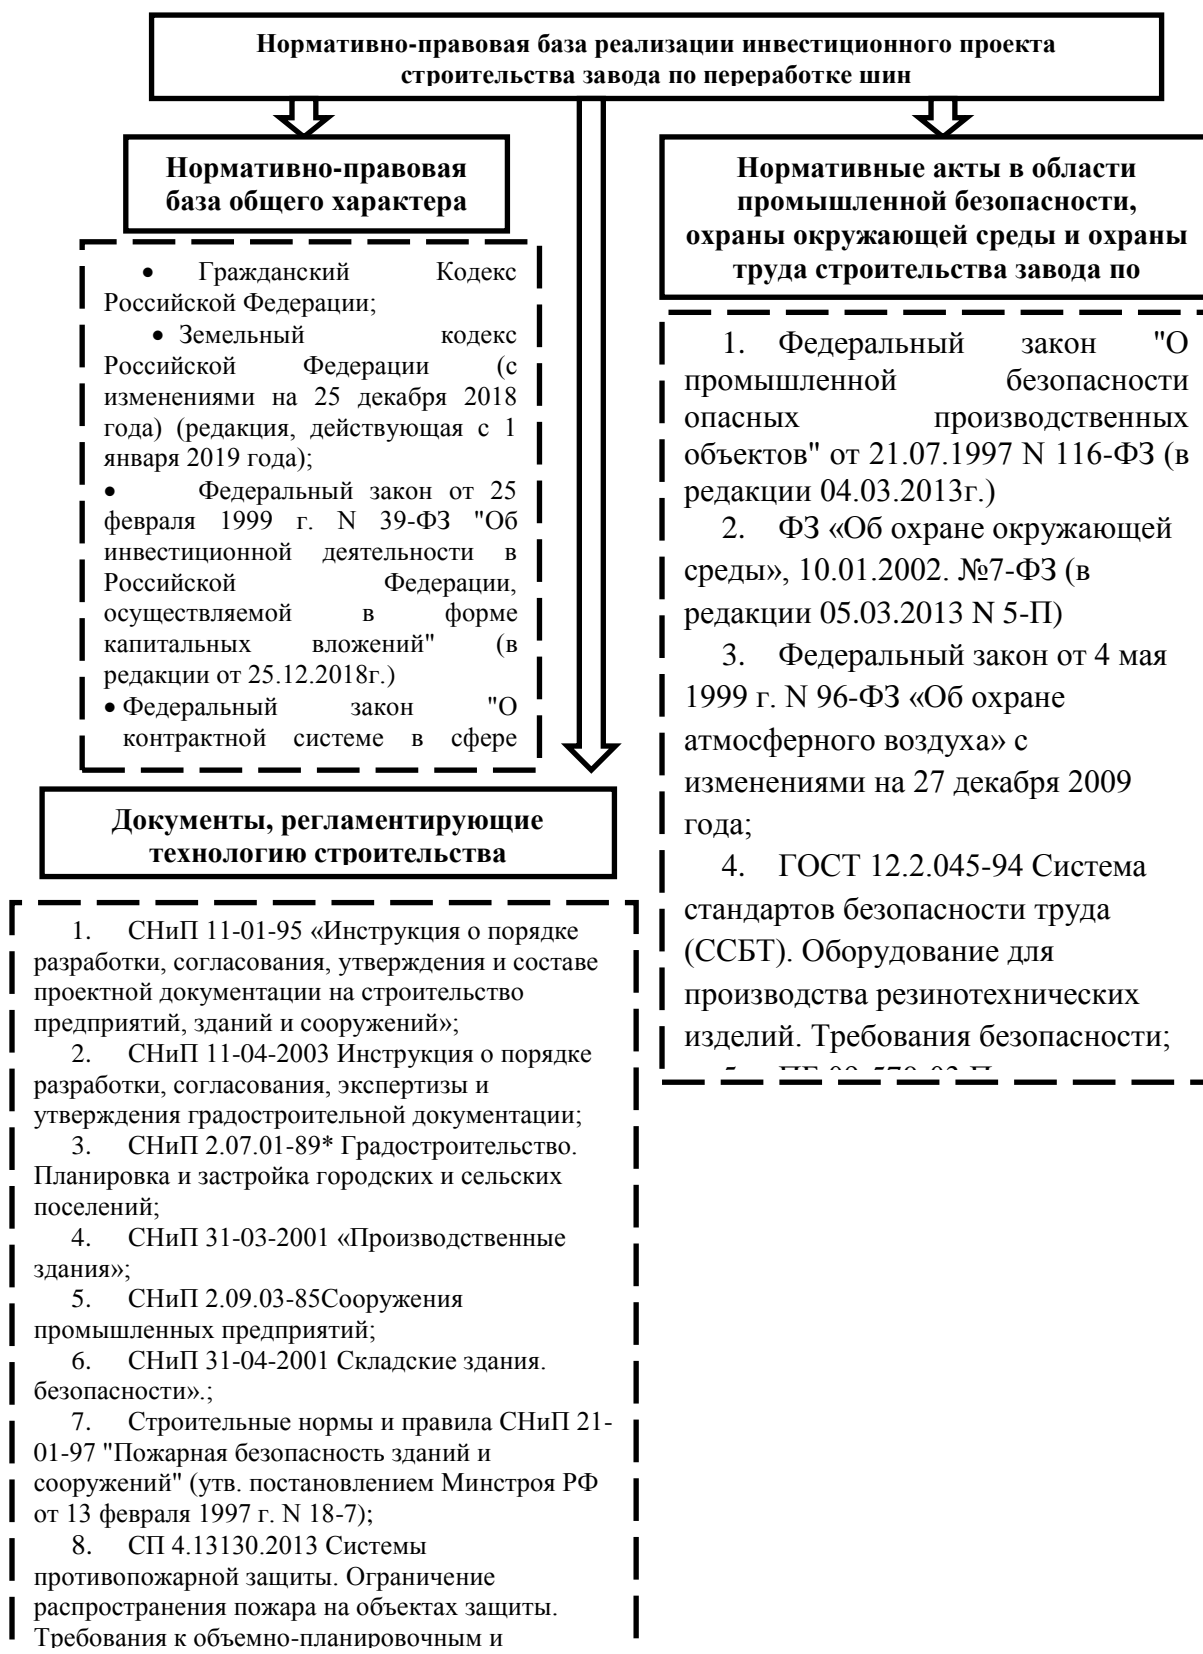 Нормативно-правовая база реализации инвестиционного проекта
строительства завода по переработке шин
Нормативно-правовая
база общего характера
• Гражданский Кодекс
Российской Федерации;
• Земельный кодекс
Российской Федерации (с
изменениями на 25 декабря 2018
года) (редакция, действующая с 1
января 2019 года);
• Федеральный закон от 25
февраля 1999 г. N 39-ФЗ "Об
инвестиционной деятельности в
Российской Федерации,
осуществляемой в форме
капитальных вложений" (в
редакции от 25.12.2018г.)
• Федеральный закон "О
контрактной системе в сфере
Документы, регламентирующие
технологию строительства
1. СНиП 11-01-95 «Инструкция о порядке
разработки, согласования, утверждения и составе
проектной документации на строительство
предприятий, зданий и сооружений»;
2. СНиП 11-04-2003 Инструкция о порядке
разработки, согласования, экспертизы и
утверждения градостроительной документации;
3. СНиП 2.07.01-89* Градостроительство.
Планировка и застройка городских и сельских
поселений;
4. СНиП 31-03-2001 «Производственные
здания»;
5. СНиП 2.09.03-85Сооружения
промышленных предприятий;
6. СНиП 31-04-2001 Складские здания.
безопасности».;
7. Строительные нормы и правила СНиП 21-
01-97 "Пожарная безопасность зданий и
сооружений" (утв. постановлением Минстроя РФ
от 13 февраля 1997 г. N 18-7);
8. СП 4.13130.2013 Системы
противопожарной защиты. Ограничение
распространения пожара на объектах защиты.
Требования к объемно-планировочным и
Нормативные акты в области
промышленной безопасности,
охраны окружающей среды и охраны
труда строительства завода по
1. Федеральный закон "О
промышленной безопасности
опасных производственных
объектов" от 21.07.1997 N 116-ФЗ (в
редакции 04.03.2013г.)
2. ФЗ «Об охране окружающей
среды», 10.01.2002. №7-ФЗ (в
редакции 05.03.2013 N 5-П)
3. Федеральный закон от 4 мая
1999 г. N 96-ФЗ «Об охране
атмосферного воздуха» с
изменениями на 27 декабря 2009
года;
4. ГОСТ 12.2.045-94 Система
стандартов безопасности труда
(ССБТ). Оборудование для
производства резинотехнических
изделий. Требования безопасности;